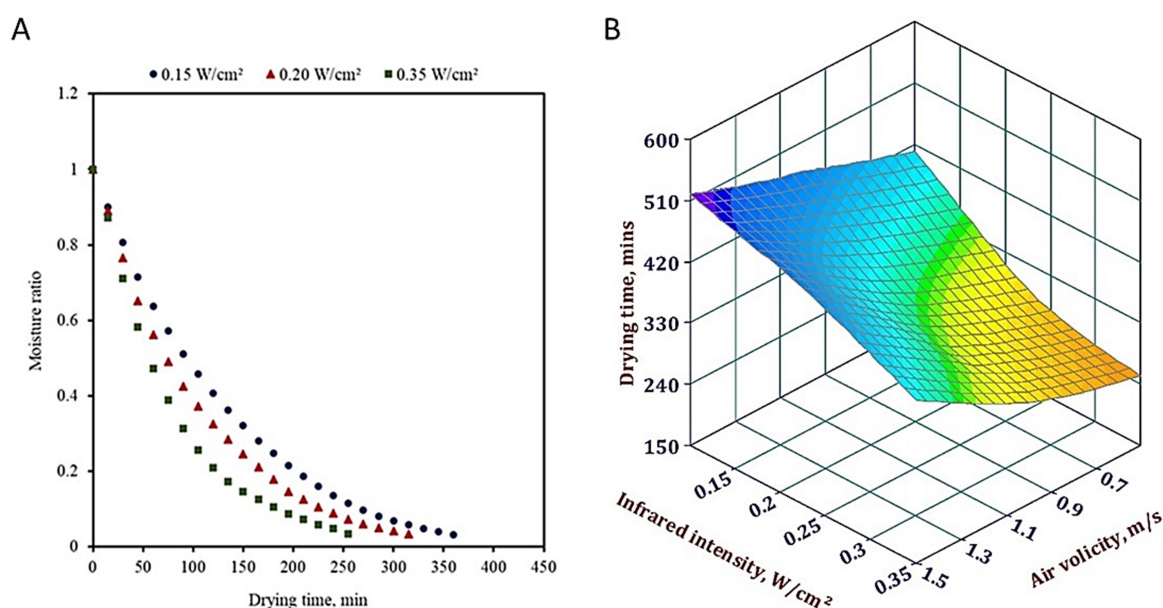 A
0.15 W/cm² 0.20 W/cm² 0.35 W/cm²
1.2
1
0.8
0.6
0.4
0.2
0
Moisture ratio
0 50 100 150 200 250 300 350 400 450
Drying time, min
B
600
510
420
330
240
150
Drying time, mins
0.15
0.2
0.25
0.3
0.35
Infrared intensity, W/cm²
1.5
1.3
1.1
0.9
0.7
Air volicity, m/s